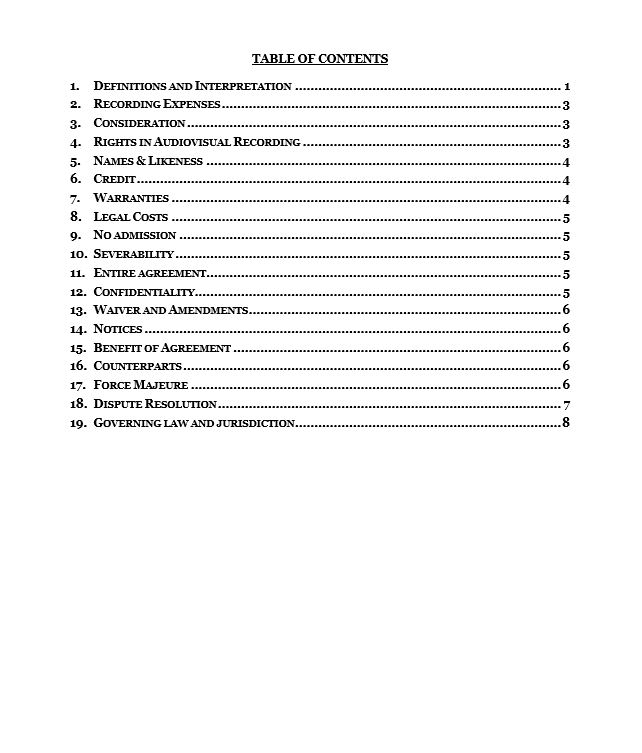 TABLE OF CONTENTS
1. DEFINITIONS AND INTERPRETATION ..................................................................... 1
2. RECORDING EXPENSES ........................................................................................ 3
3. CONSIDERATION ................................................................................................. 3
4. RIGHTS IN AUDIOVISUAL RECORDING ................................................................... 3
5. NAMES & LIKENESS ............................................................................................ 4
6. CREDIT .............................................................................................................. 4
7. WARRANTIES ..................................................................................................... 4
8. LEGAL COSTS ..................................................................................................... 5
9. NO ADMISSION ................................................................................................... 5
10. SEVERABILITY .................................................................................................... 5
11. ENTIRE AGREEMENT ............................................................................................ 5
12. CONFIDENTIALITY ............................................................................................... 5
13. WAIVER AND AMENDMENTS ................................................................................. 6
14. NOTICES ............................................................................................................ 6
15. BENEFIT OF AGREEMENT ..................................................................................... 6
16. COUNTERPARTS .................................................................................................. 6
17. FORCE MAJEURE ................................................................................................ 6
18. DISPUTE RESOLUTION ......................................................................................... 7
19. GOVERNING LAW AND JURISDICTION ..................................................................... 8